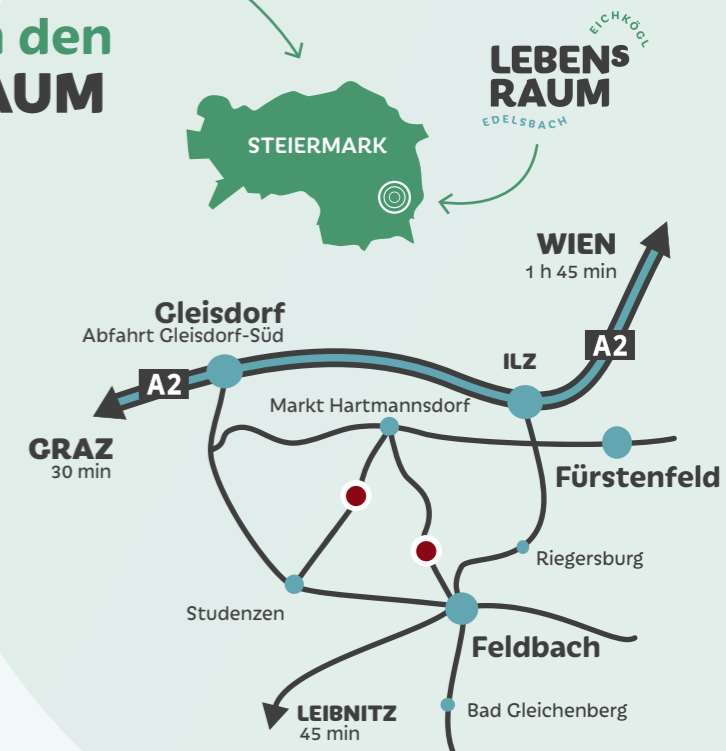 den
AUM
EICHKÖGL
LEBENS
RAUM
EDELSBACH
STEIERMARK
WIEN
1 h 45 min
Gleisdorf
Abfahrt Gleisdorf-Süd
A2
ILZ
A2
Markt Hartmannsdorf
GRAZ
30 min
Fürstenfeld
Riegersburg
Studenzen
Feldbach
LEIBNITZ
45 min
Bad Gleichenberg